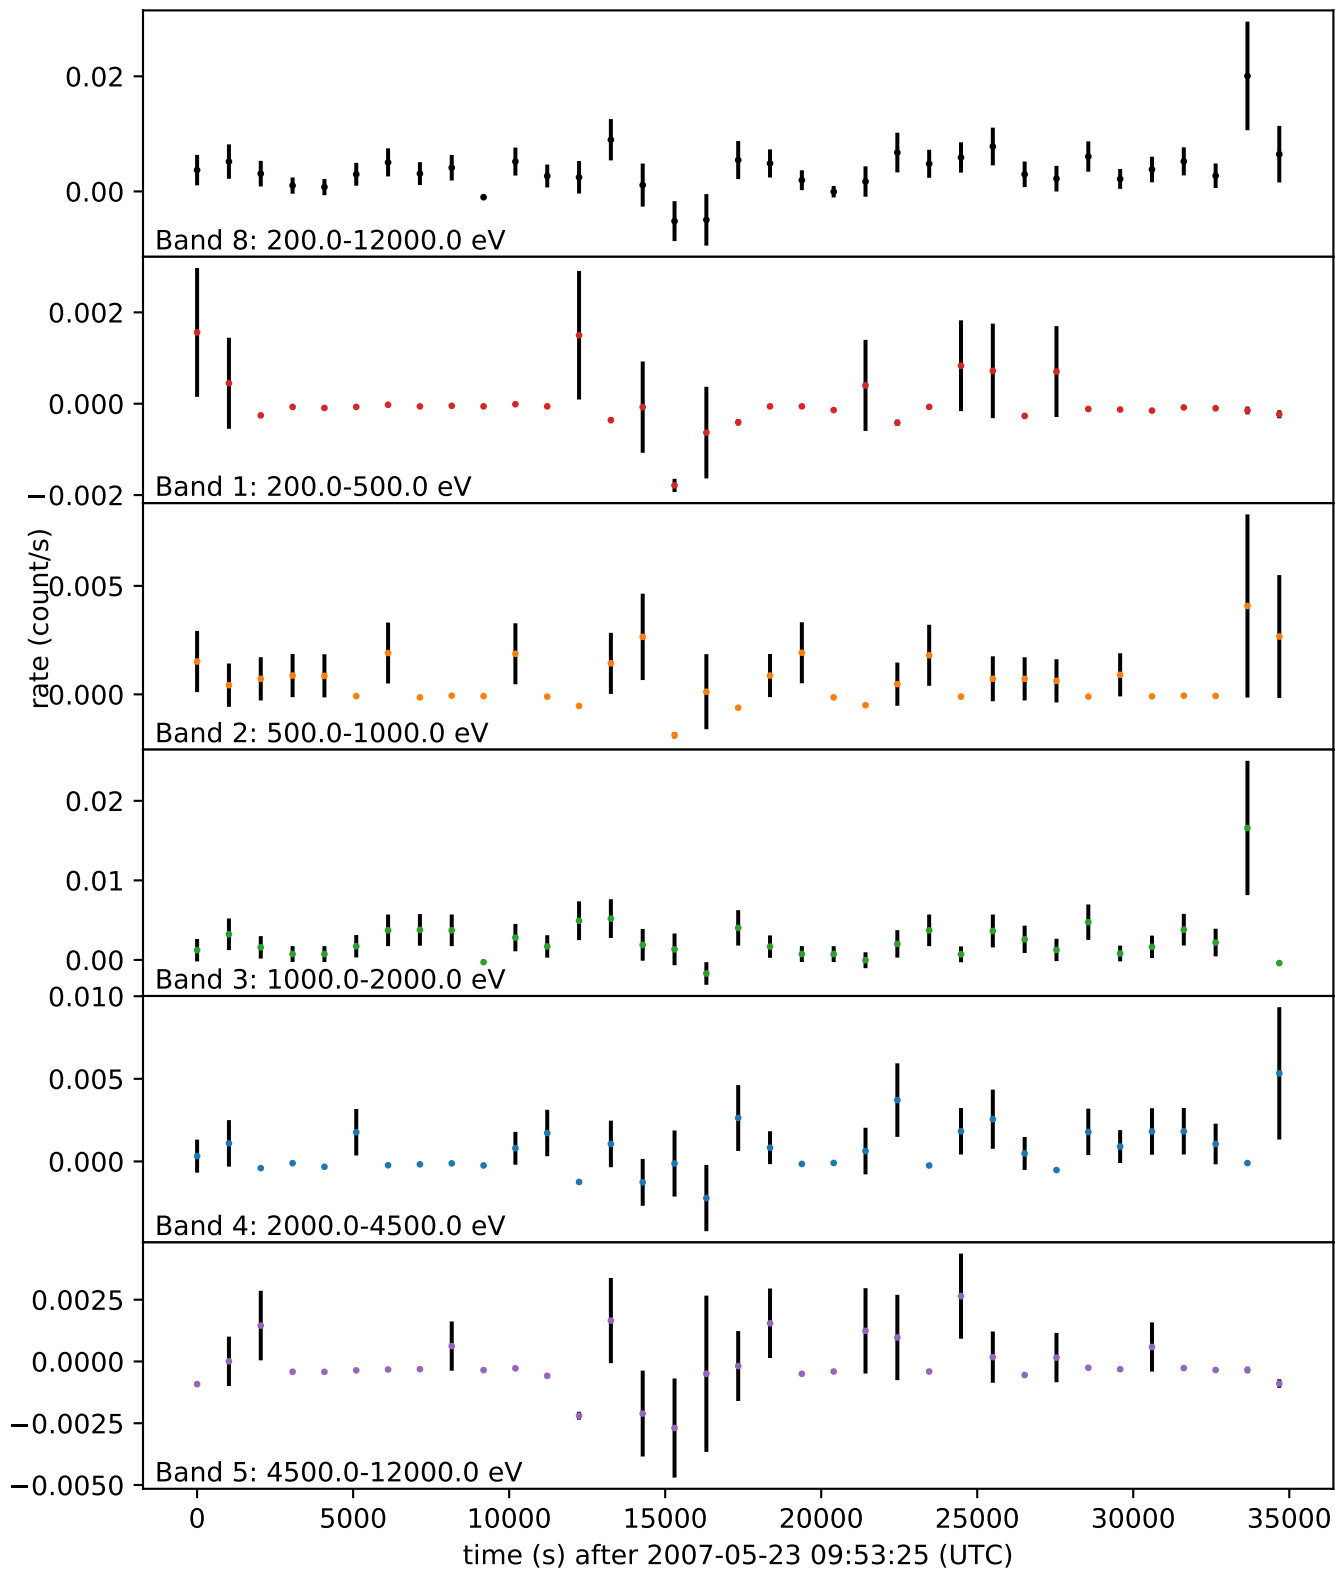 0.02
0.00
Band 8: 200.0-12000.0 eV
0.002
0.000
−0.002
Band 1: 200.0-500.0 eV
rate (count/s)
0.005
0.000
Band 2: 500.0-1000.0 eV
0.02
0.01
0.00
Band 3: 1000.0-2000.0 eV
0.010
0.005
0.000
Band 4: 2000.0-4500.0 eV
0.0025
0.0000
−0.0025
−0.0050
Band 5: 4500.0-12000.0 eV
0 5000 10000 15000 20000 25000 30000 35000
time (s) after 2007-05-23 09:53:25 (UTC)